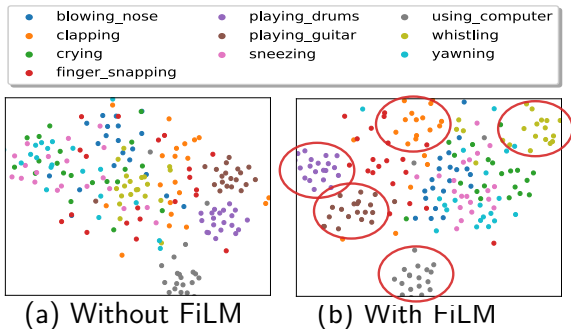 blowing_nose playing_drums using_computer
clapping playing_guitar whistling
crying sneezing yawning
finger_snapping
(a) Without FiLM (b) With FiLM